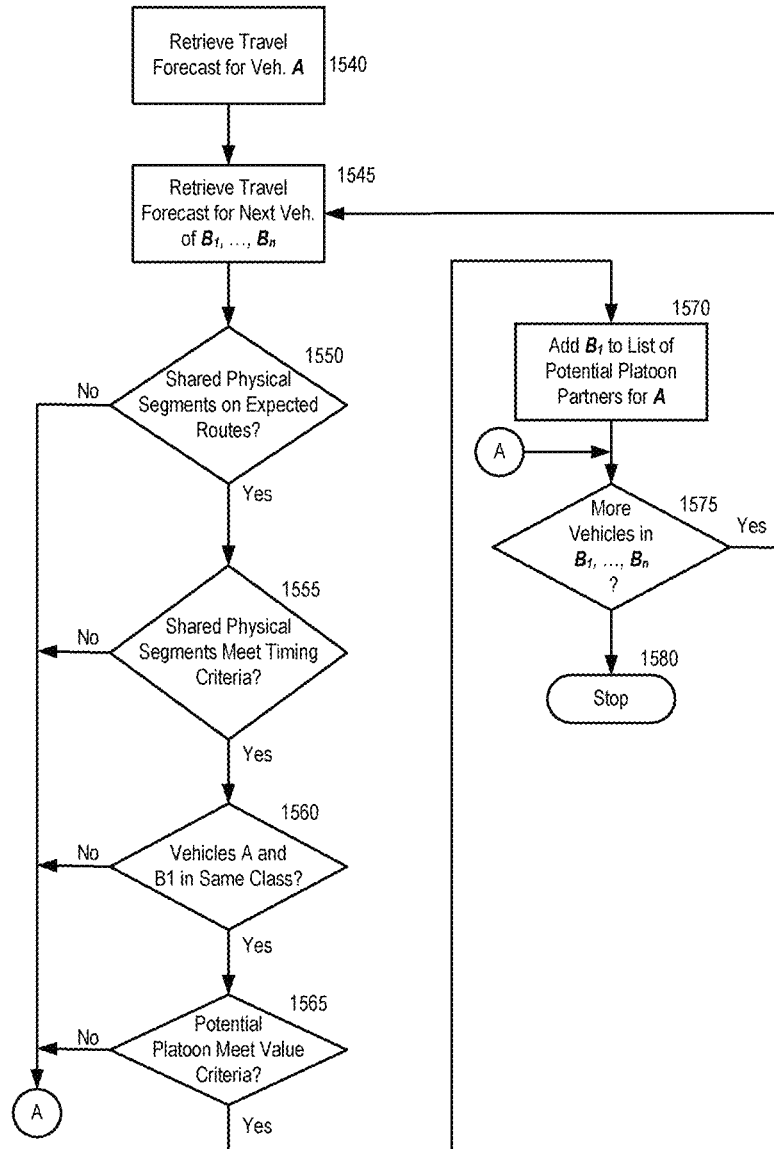 Retrieve Travel
Forecast for Veh. A
1540
Retrieve Travel
Forecast for Next Veh.
of B1, ..., Bn
1545
1550
Shared Physical
Segments on Expected
Routes?
No
Yes
1555
Shared Physical
Segments Meet Timing
Criteria?
No
Yes
1560
Vehicles A and
B1 in Same Class?
No
Yes
1565
Potential
Platoon Meet Value
Criteria?
No
Yes
A
1570
Add B1 to List of
Potential Platoon
Partners for A
A
1575
More
Vehicles in
B1, ..., Bn
?
Yes
1580
Stop